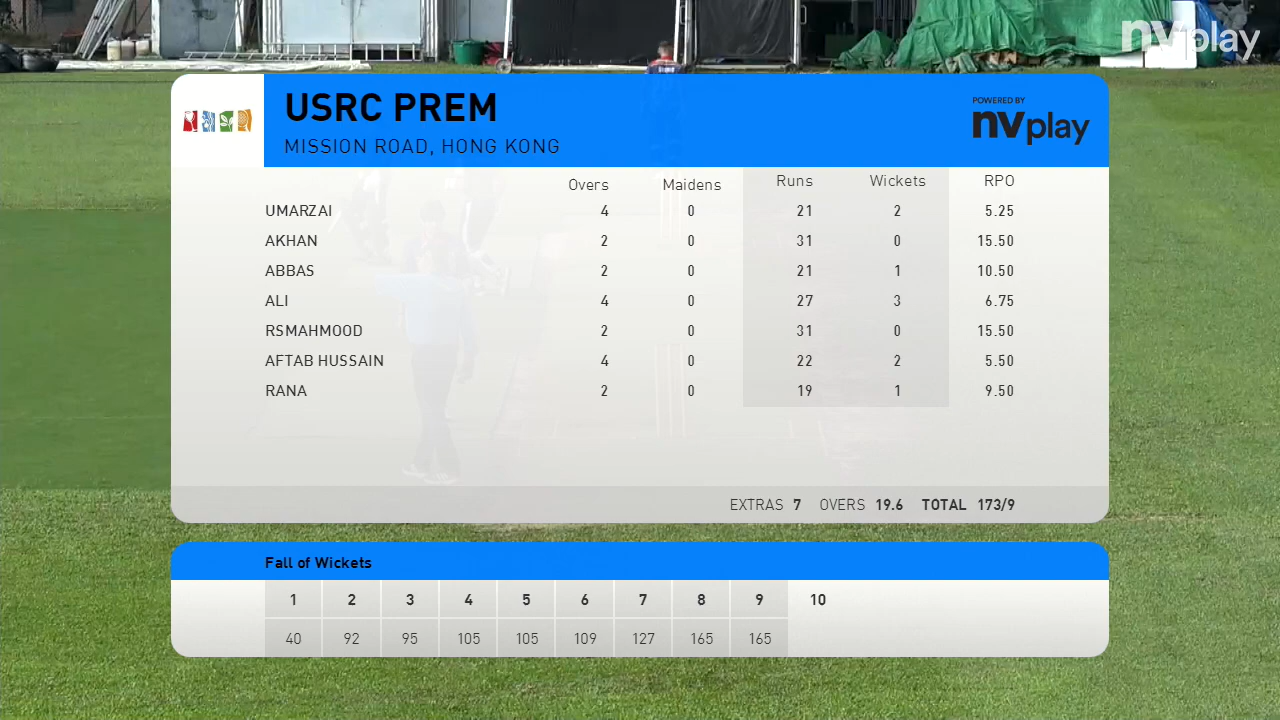 nvplay
USRC PREM
MISSION ROAD, HONG KONG
POWERED BY
nvplay
Overs Maidens Runs Wickets RPO
UMARZAI 4 0 21 2 5.25
AKHAN 2 0 31 0 15.50
ABBAS 2 0 21 1 10.50
ALI 4 0 27 3 6.75
RSMAHMOOD 2 0 31 0 15.50
AFTAB HUSSAIN 4 0 22 2 5.50
RANA 2 0 19 1 9.50
EXTRAS 7 OVERS 19.6 TOTAL 173/9
Fall of Wickets
1 2 3 4 5 6 7 8 9 10
40 92 95 105 105 109 127 165 165